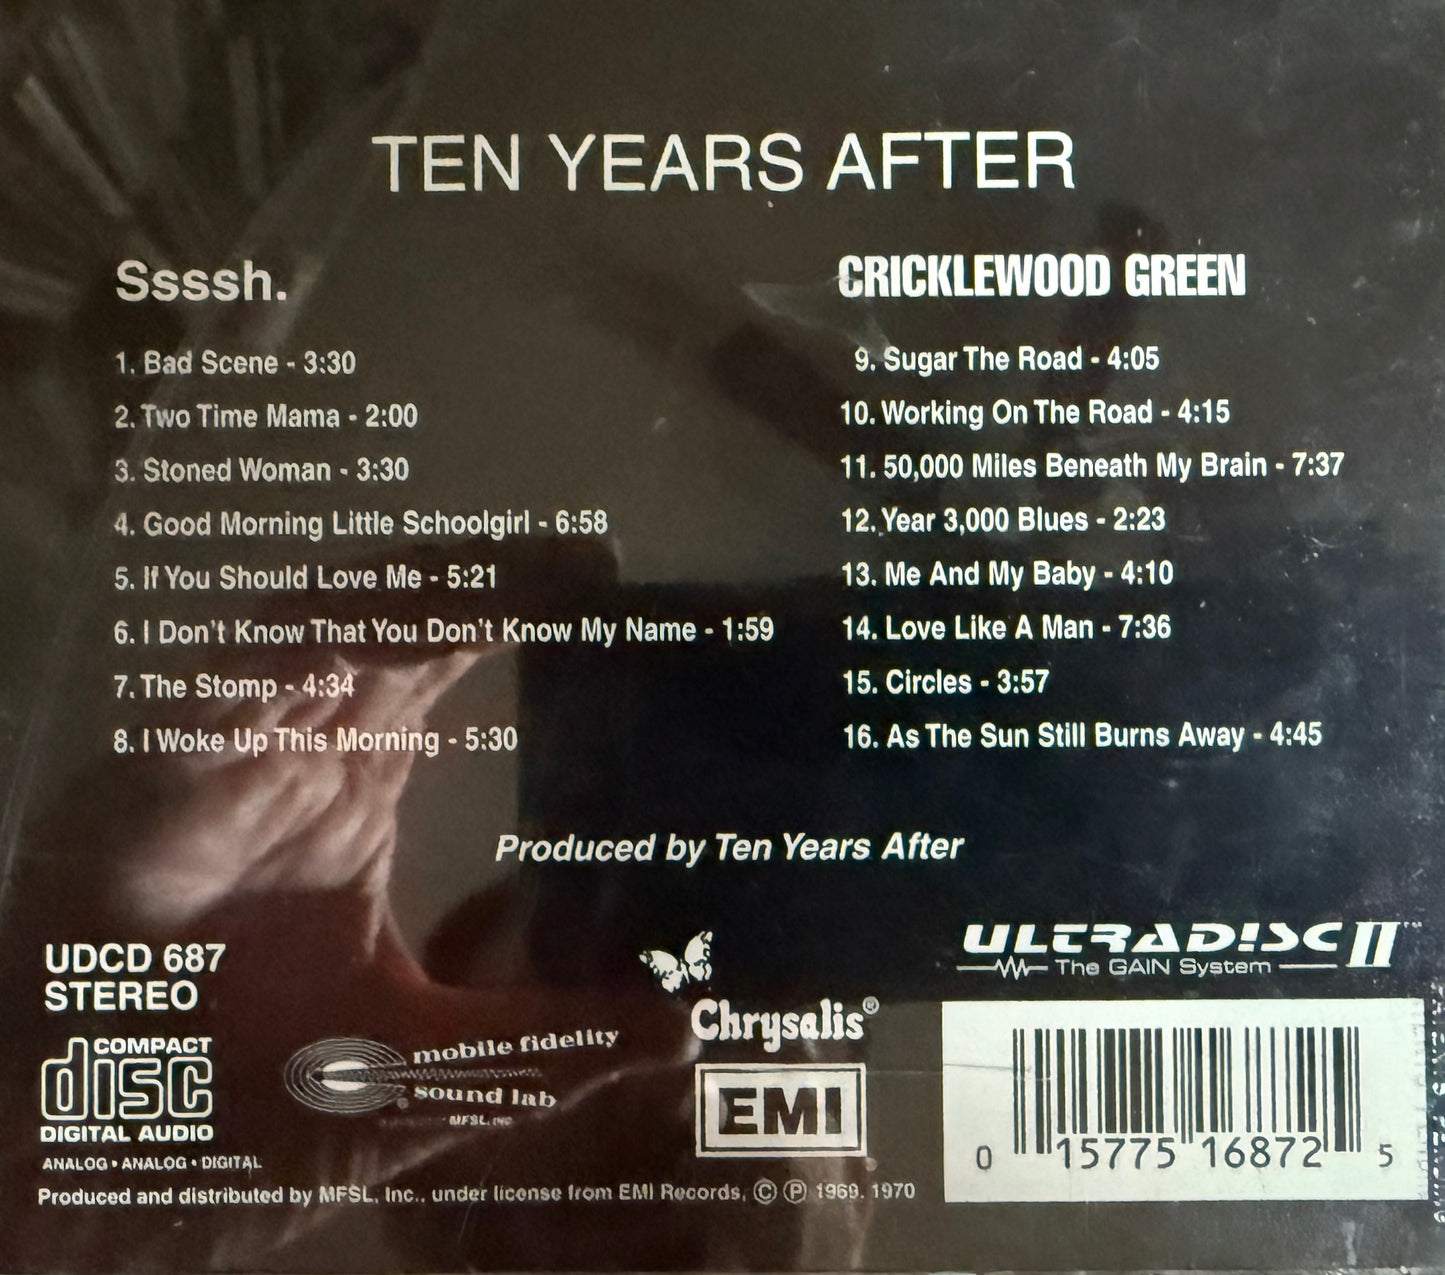 TEN YEARS AFTER
Ssssh.
1. Bad Scene - 3:30
2. Two Time Mama - 2:00
3. Stoned Woman - 3:30
4. Good Morning Little Schoolgirl - 6:58
5. If You Should Love Me - 5:21
6. I Don't Know That You Don't Know My Name - 1:59
7. The Stomp - 4:34
8. I Woke Up This Morning - 5:30
CRICKLEWOOD GREEN
9. Sugar The Road - 4:05
10. Working On The Road - 4:15
11. 50,000 Miles Beneath My Brain - 7:37
12. Year 3,000 Blues - 2:23
13. Me And My Baby - 4:10
14. Love Like A Man - 7:36
15. Circles - 3:57
16. As The Sun Still Burns Away - 4:45
Produced by Ten Years After
UDCD 687
STEREO
COMPACT
disc
DIGITAL AUDIO
ANALOG • ANALOG • DIGITAL
mobile fidelity
sound lab
MFSL, INC
Chrysalis®
EMI
ULTRADISC II™
The GAIN System
0 15775 16872 5
Produced and distributed by MFSL, Inc., under license from EMI Records, © ℗ 1969, 1970